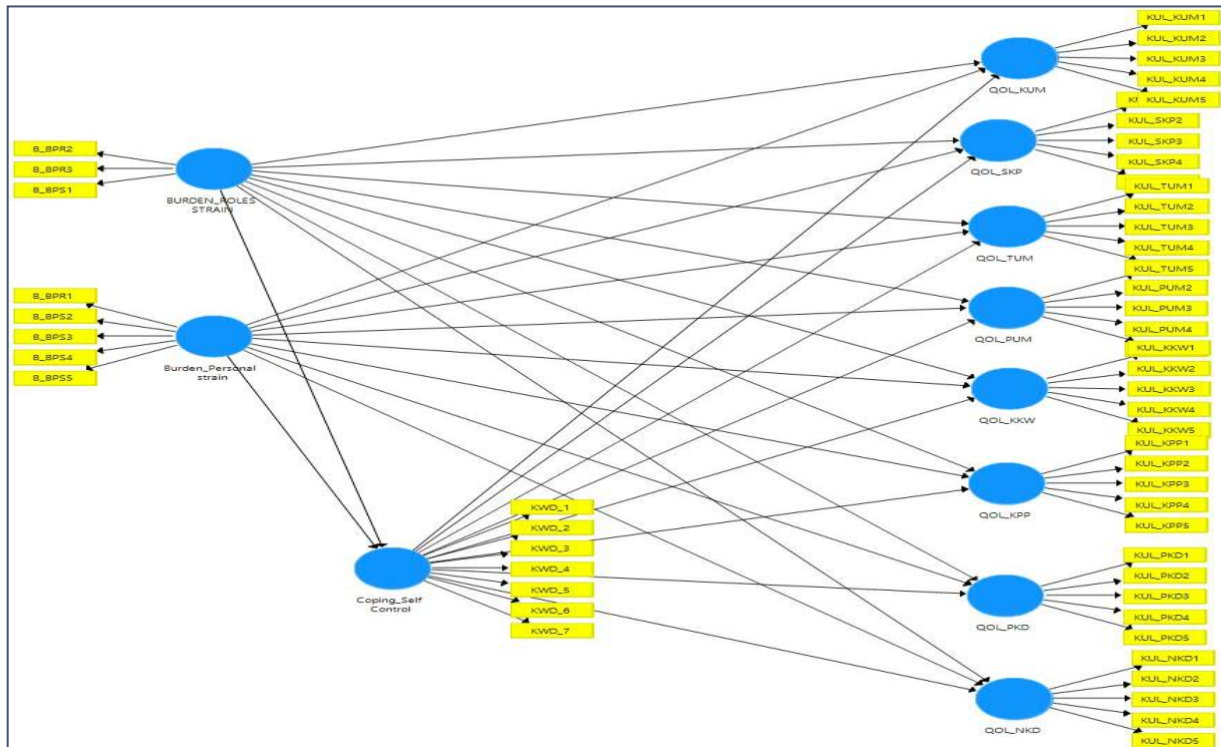 B_BPR2
B_BPR3
B_BPS1
BURDEN_ROLES
STRAIN
B_BPR1
B_BPS2
B_BPS3
B_BPS4
B_BPS5
Burden_Personal
strain
Coping_Self
Control
KWD_1
KWD_2
KWD_3
KWD_4
KWD_5
KWD_6
KWD_7
QOL_KUM
KUL_KUM1
KUL_KUM2
KUL_KUM3
KUL_KUM4
KUL_KUM5
QOL_SKP
KUL_SKP2
KUL_SKP3
KUL_SKP4
QOL_TUM
KUL_TUM1
KUL_TUM2
KUL_TUM3
KUL_TUM4
KUL_TUM5
QOL_PUM
KUL_PUM2
KUL_PUM3
KUL_PUM4
QOL_KKW
KUL_KKW1
KUL_KKW2
KUL_KKW3
KUL_KKW4
KUL_KKW5
QOL_KPP
KUL_KPP1
KUL_KPP2
KUL_KPP3
KUL_KPP4
KUL_KPP5
QOL_PKD
KUL_PKD1
KUL_PKD2
KUL_PKD3
KUL_PKD4
KUL_PKD5
QOL_NKD
KUL_NKD1
KUL_NKD2
KUL_NKD3
KUL_NKD4
KUL_NKD5